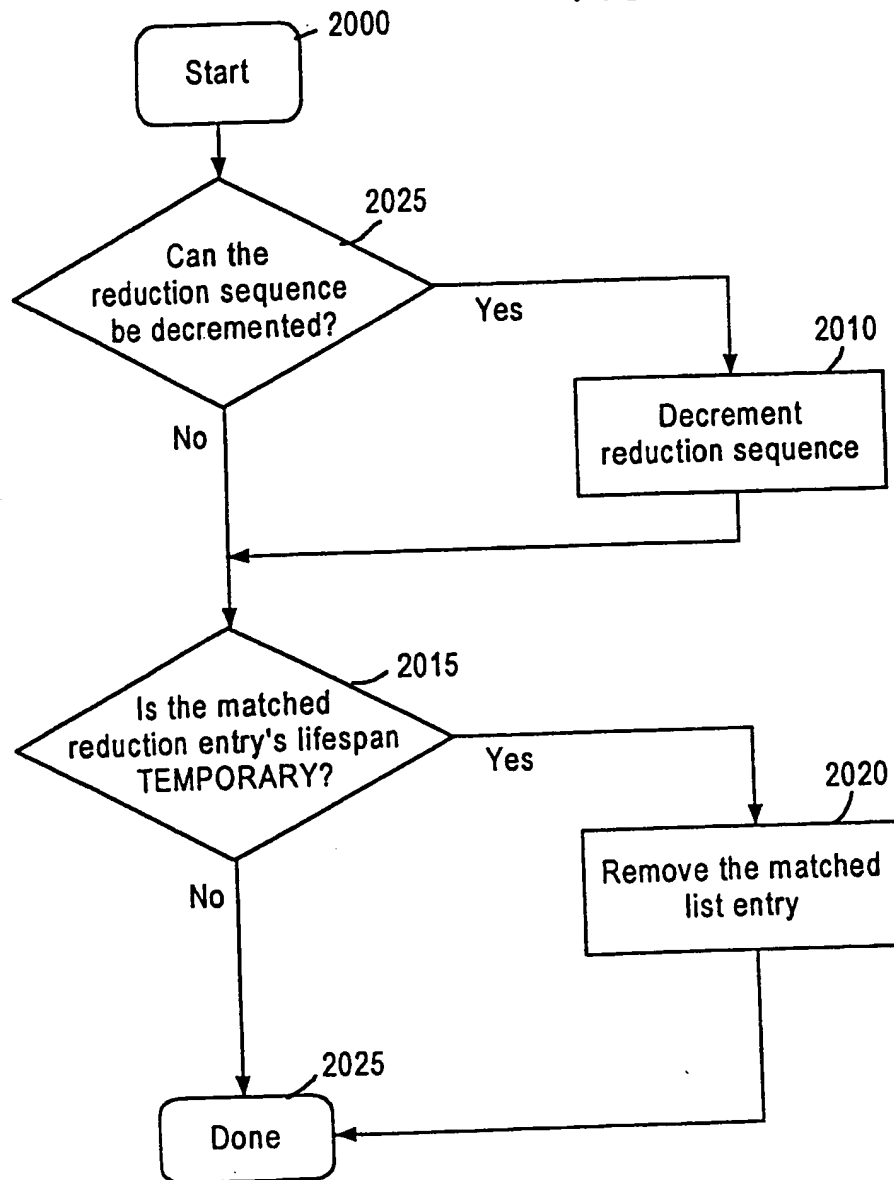 2000
Start
2025
Can the
reduction sequence
be decremented?
Yes
2010
Decrement
reduction sequence
No
2015
Is the matched
reduction entry's lifespan
TEMPORARY?
Yes
2020
Remove the matched
list entry
No
2025
Done